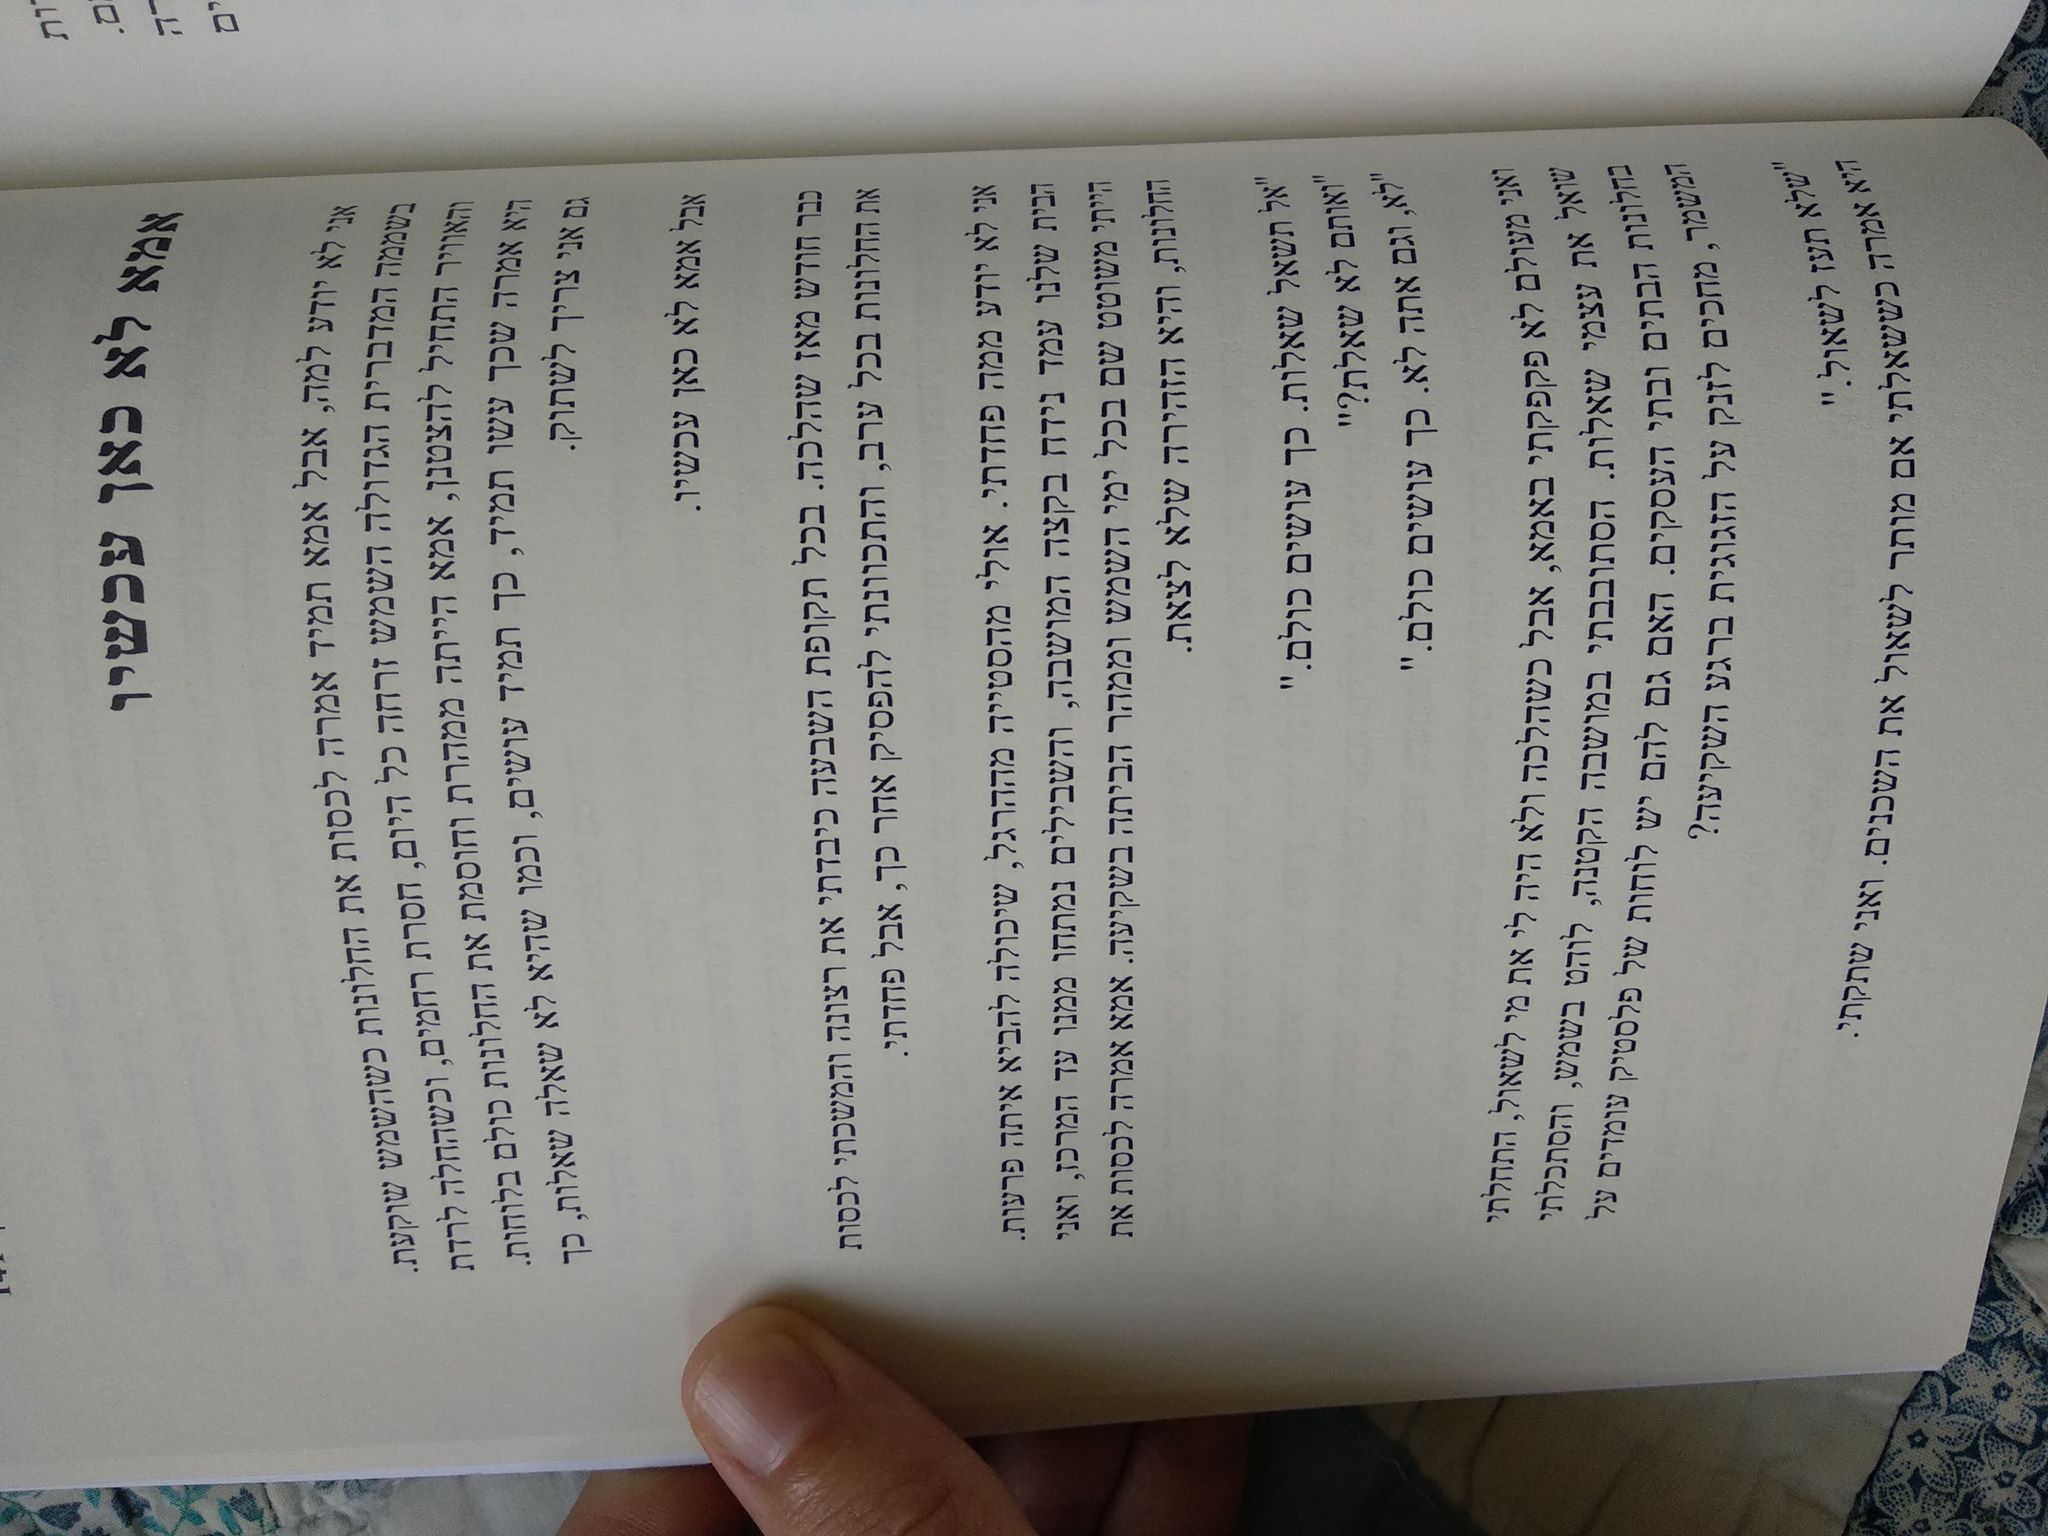 אמא לא כאן עכשיו
אני לא יודע למה, אבל אמא תמיד אמרה לכסות את החלונות כשהשמש שוקעת.
בשממה המדברית הגדולה השמש זרחה כל היום, חסרת רחמים, וכשהחלה לרדת
והאוויר התחיל להצטנן, אמא הייתה ממהרת וחוסמת את החלונות כולם בלוחות.
היא אמרה שכך עשו תמיד, כך תמיד עושים, וכמו שהיא לא שאלה שאלות, כך
גם אני צריך לשתוק.
אבל אמא לא כאן עכשיו.
כבר חודש מאז שהלכה. בכל תקופת השבעה כיבדתי את רצונה והמשכתי לכסות
את החלונות בכל ערב, והתכוונתי להפסיק אחר כך, אבל פחדתי.
אני לא יודע ממה פחדתי. אולי מהסטייה מההרגל, שיכולה להביא איתה פרעות.
הבית שלנו עמד נידח בקצה המושבה, והשבילים נמתחו ממנו עד המרכז, ואני
הייתי משוטט שם בכל ימי השמש וממהר הביתה בשקיעה. אמא אמרה לכסות את
החלונות, והיא הזהירה שלא לצאת.
"אל תשאל שאלות. כך עושים כולם."
"ואותם לא שאלת?"
"לא, וגם אתה לא. כך עושים כולם."
ואני מעולם לא פקפקתי באמא, אבל כשהלכה ולא היה לי את מי לשאול, התחלתי
שואל את עצמי שאלות. הסתובבתי במושבה הקטנה, לוהט בשמש, והסתכלתי
בחלונות הבתים ובתי העסקים. האם גם להם יש לוחות של פלסטיק עומדים על
המשמר, מחכים לזנק על הזגוגית ברגע השקיעה?
"שלא תעז לשאול."
היא אמרה כששאלתי אם מותר לשאול את השכנים. ואני שתקתי.